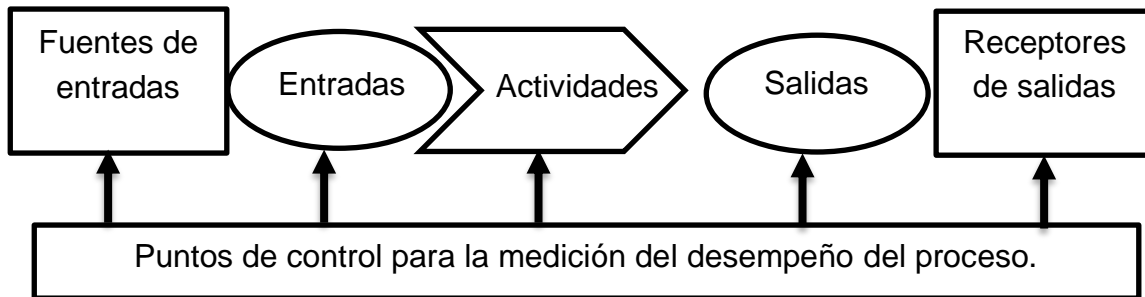 Fuentes de
entradas
Entradas
Actividades
Salidas
Receptores
de salidas
Puntos de control para la medición del desempeño del proceso.